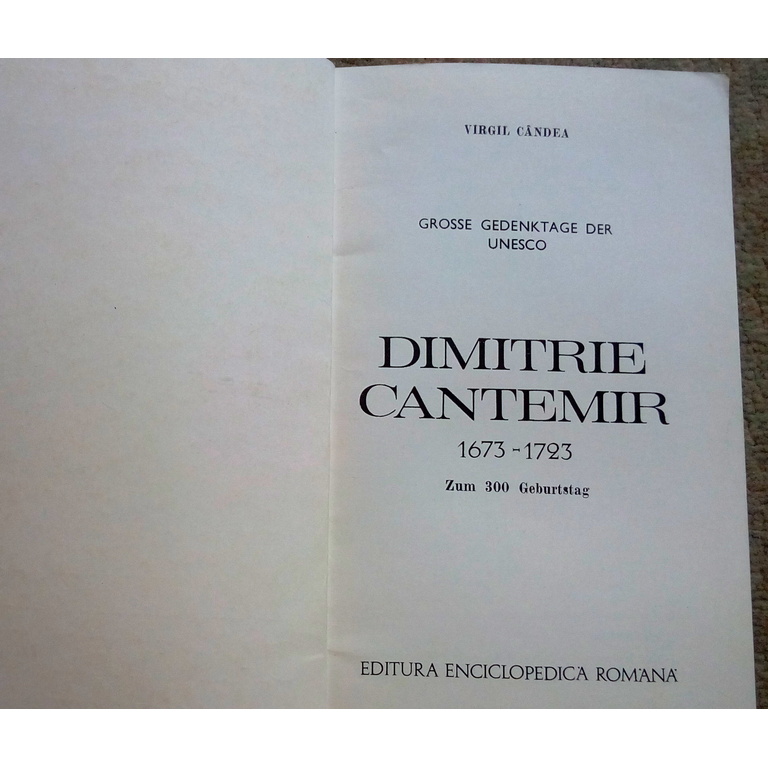 VIRGIL CÂNDEA
GROSSE GEDENKTAGE DER
UNESCO
DIMITRIE
CANTEMIR
1673-1723
Zum 300 Geburtstag
EDITURA ENCICLOPEDICĂ ROMÂNĂ